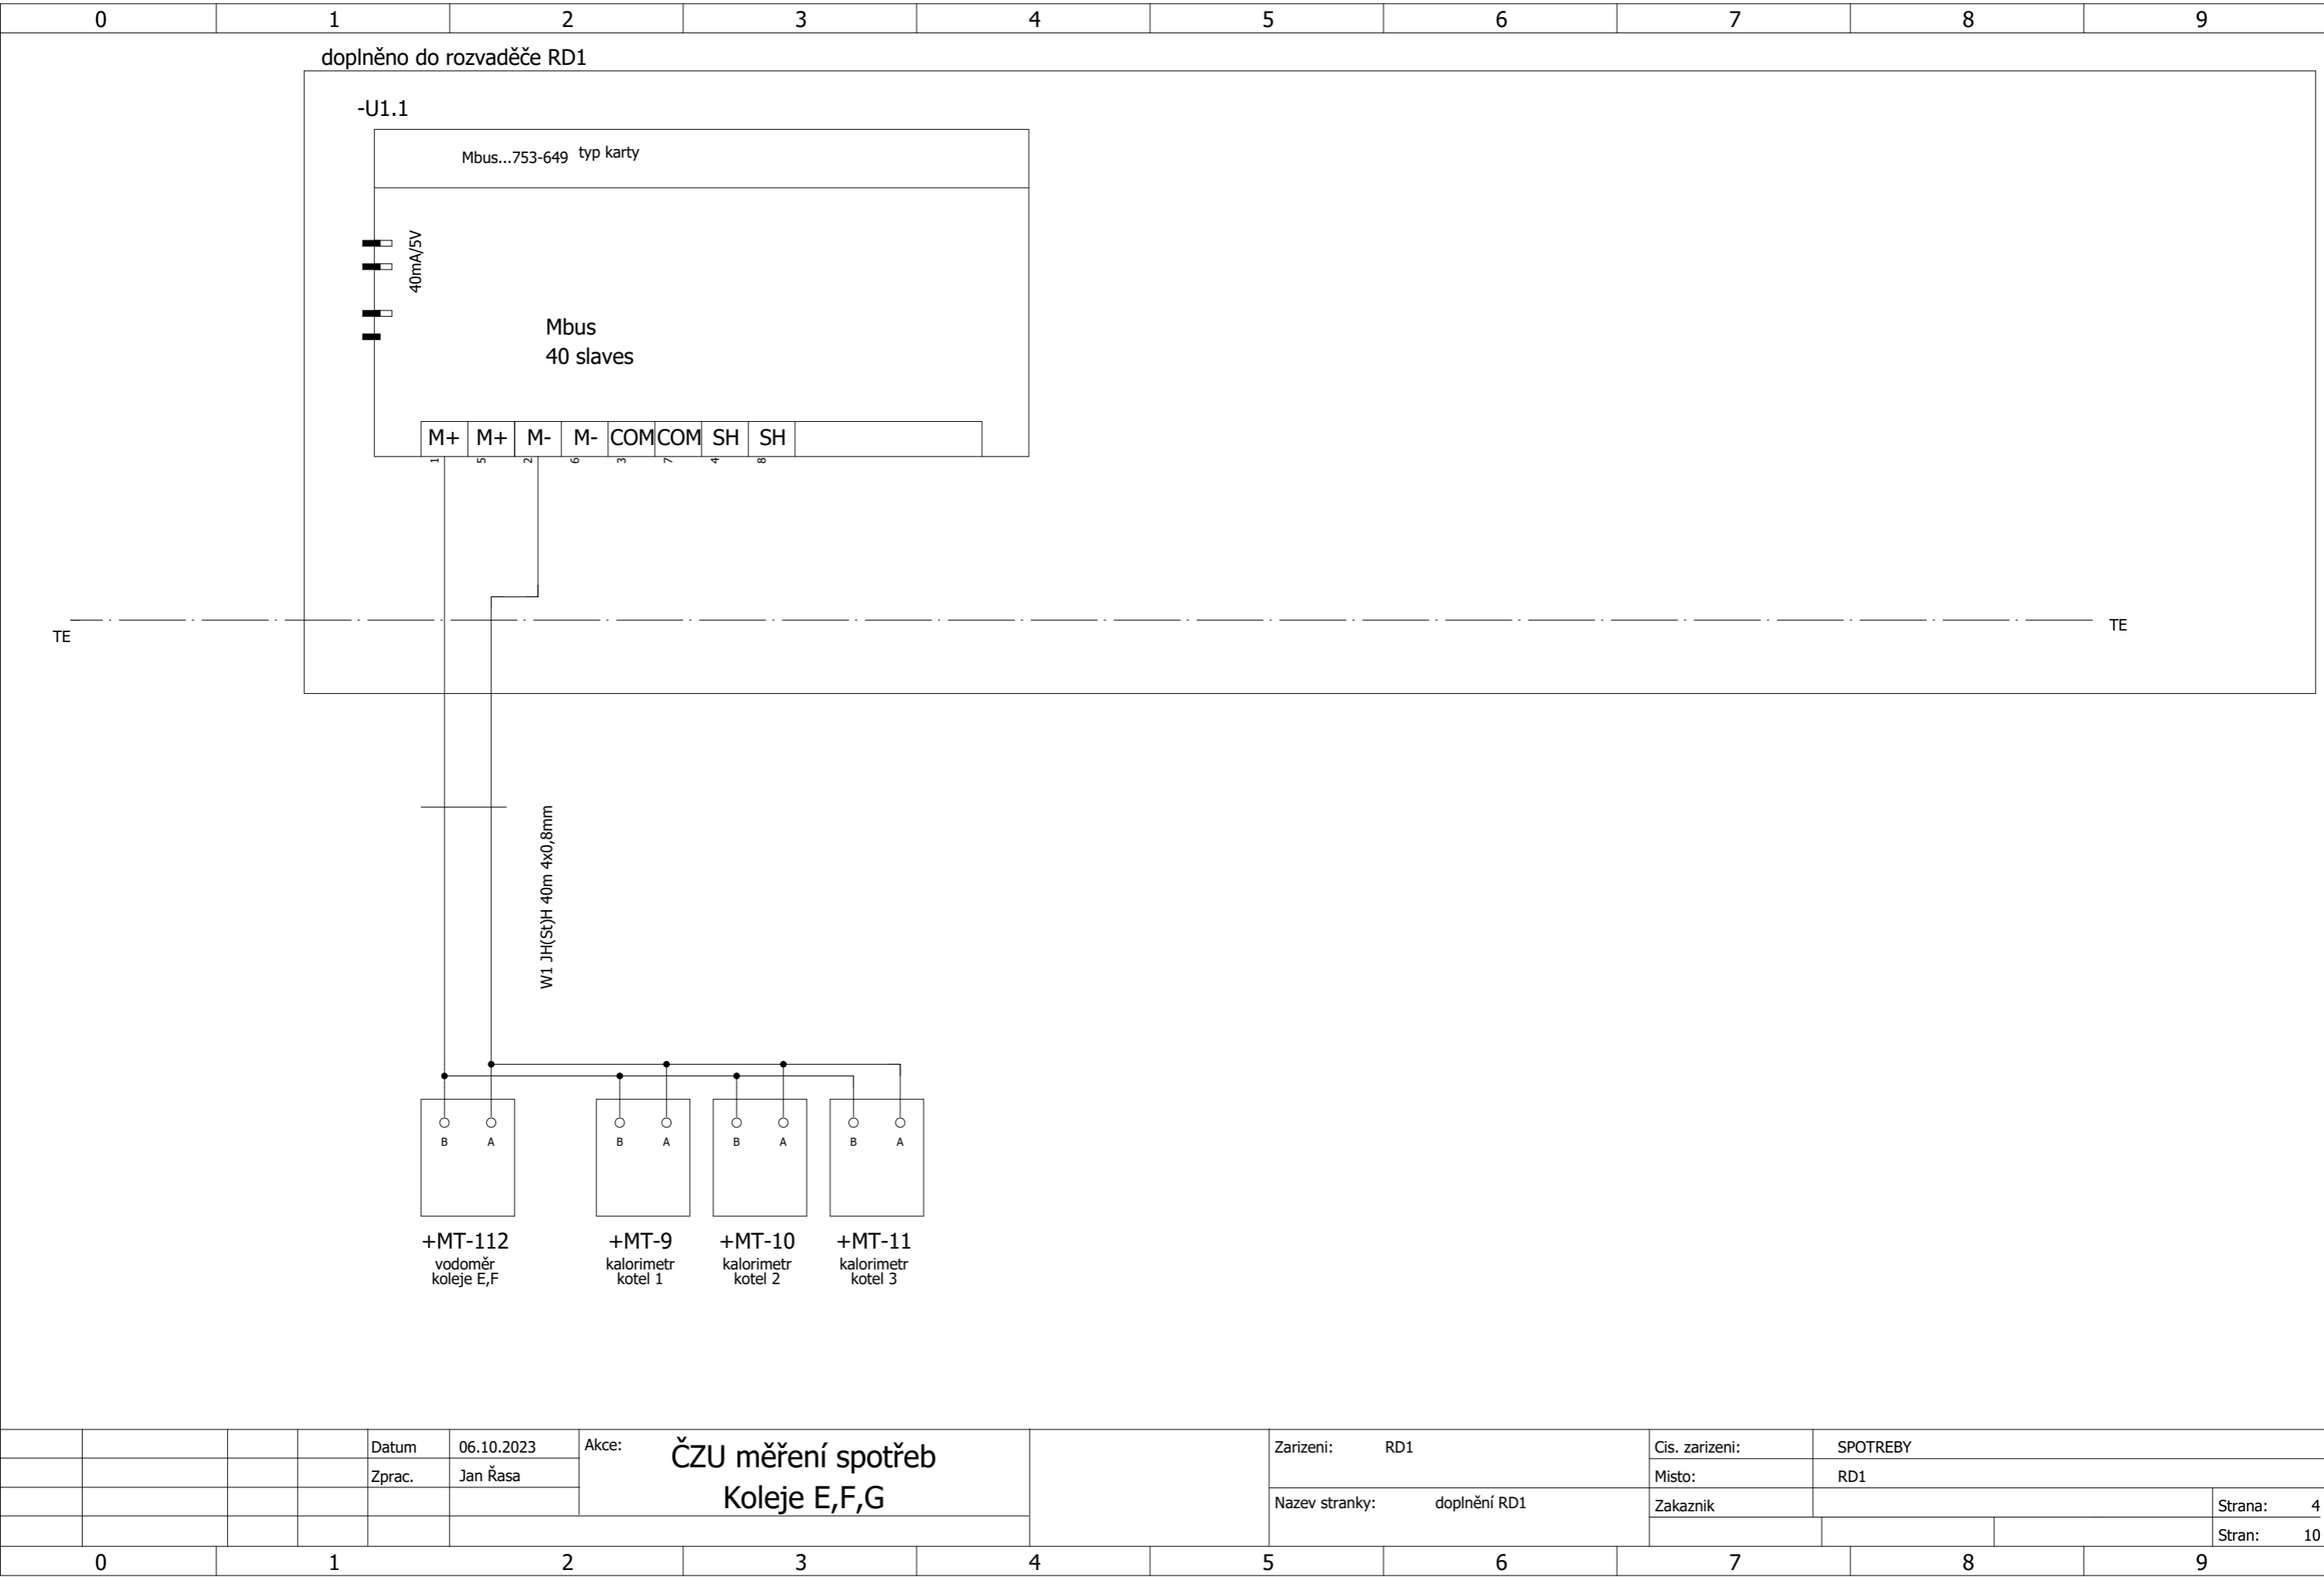 0 1 2 3 4 5 6 7 8 9
doplněno do rozvaděče RD1
-U1.1
Mbus...753-649 typ karty
40mA/5V
Mbus
40 slaves
M+ M+ M- M- COM COM SH SH
1 5 2 6 3 7 4 8
TE TE
W1 JH(St)H 40m 4x0,8mm
B A B A B A B A
+MT-112 +MT-9 +MT-10 +MT-11
vodoměr kalorimetr kalorimetr kalorimetr
koleje E,F kotel 1 kotel 2 kotel 3
Datum 06.10.2023 Akce: ČZU měření spotřeb Zarizeni: RD1 Cis. zarizeni: SPOTREBY
Zprac. Jan Řasa Misto: RD1
Koleje E,F,G Nazev stranky: doplnění RD1 Zakaznik Strana: 4
Stran: 10
0 1 2 3 4 5 6 7 8 9